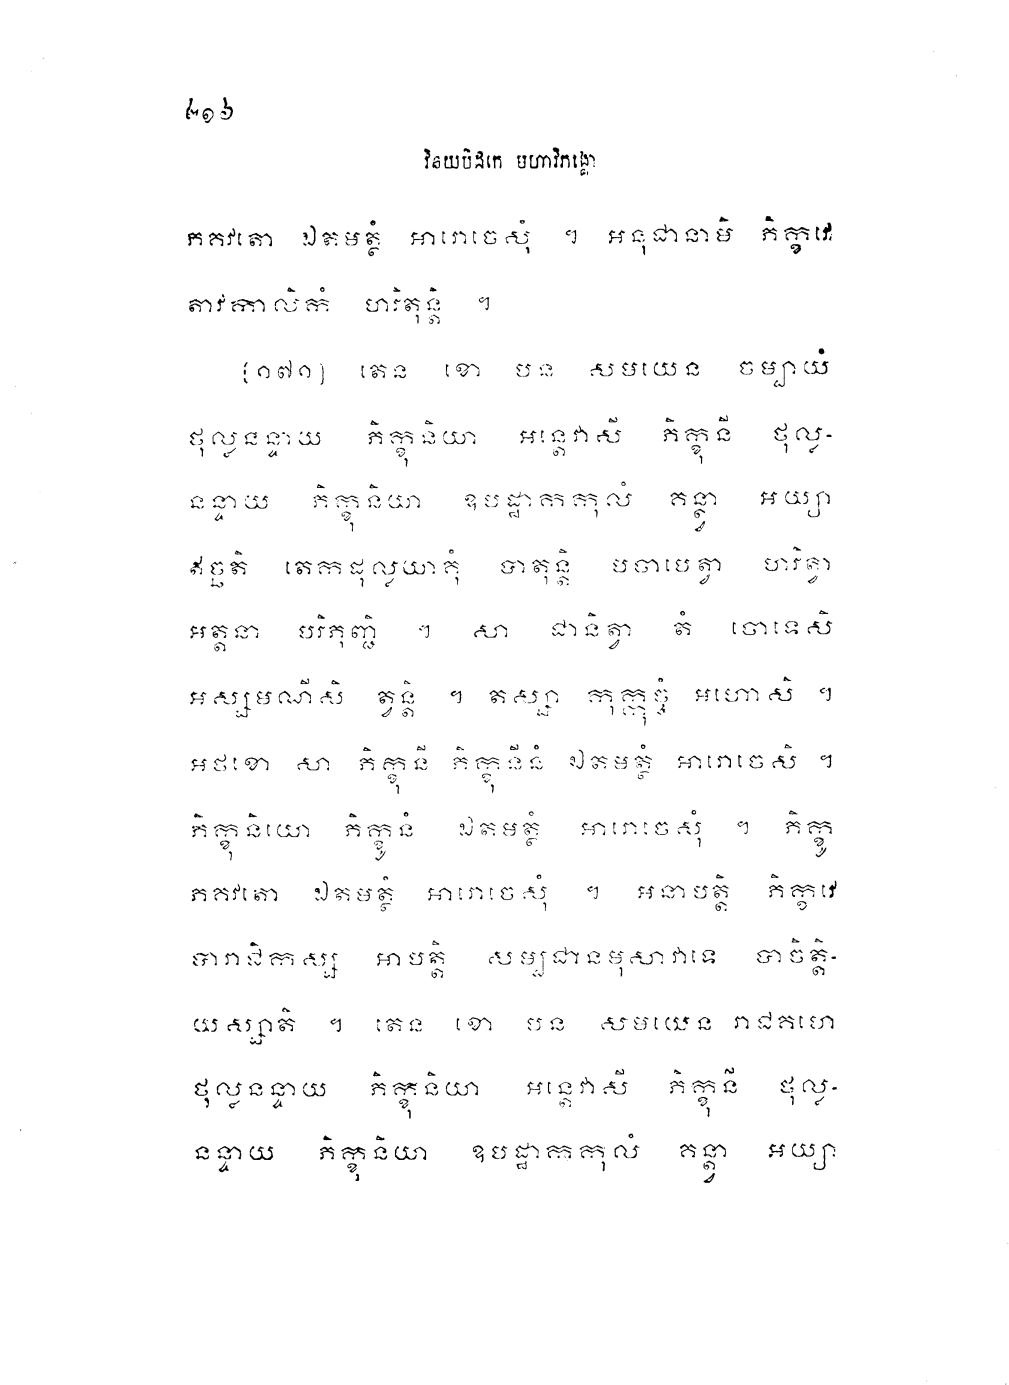 ៤១៦
វិនយបិដកេ មហាវិភង្គោ
ភគវតោ ឯតមត្ថំ អារោចេសុំ ។ អនុជានាមិ ភិក្ខវេ
តាវកាលិកំ ហរិតុន្តិ ។
[១៧១] តេន ខោ បន សមយេន ចម្បាយំ
ថុល្លនន្ទាយ ភិក្ខុនិយា អន្តេវាសី ភិក្ខុនី ថុល្ល-
នន្ទាយ ភិក្ខុនិយា ឧបដ្ឋាកកុលំ គន្ត្វា អយ្យា
ឥច្ឆតិ តេកដុល្លយាគុំ បាតុន្តិ បចាបេត្វា ហរិត្វា
អត្តនា បរិភុញ្ជិ ។ សា ជានិត្វា តំ ចោទេសិ
អស្សមណីសិ ត្វន្តិ ។ តស្សា កុក្កុច្ចំ អហោសិ ។
អថខោ សា ភិក្ខុនី ភិក្ខុនីនំ ឯតមត្ថំ អារោចេសិ ។
ភិក្ខុនិយោ ភិក្ខូនំ ឯតមត្ថំ អារោចេសុំ ។ ភិក្ខូ
ភគវតោ ឯតមត្ថំ អារោចេសុំ ។ អនាបត្តិ ភិក្ខវេ
បារាជិកស្ស អាបត្តិ សម្បជានមុសាវាទេ បាចិត្តិ-
យស្សាតិ ។ តេន ខោ បន សមយេន រាជគហេ
ថុល្លនន្ទាយ ភិក្ខុនិយា អន្តេវាសី ភិក្ខុនី ថុល្ល-
នន្ទាយ ភិក្ខុនិយា ឧបដ្ឋាកកុលំ គន្ត្វា អយ្យា